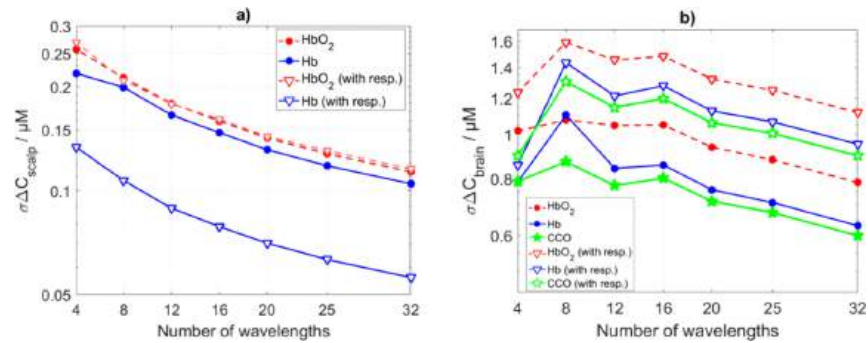 a)
σΔC_scalp / μM
0.3
0.25
0.2
0.15
0.1
0.05
HbO₂
Hb
HbO₂ (with resp.)
Hb (with resp.)
4 8 12 16 20 25 32
Number of wavelengths
b)
σΔC_brain / μM
1.6
1.4
1.2
1
0.8
0.6
HbO₂
Hb
CCO
HbO₂ (with resp.)
Hb (with resp.)
CCO (with resp.)
4 8 12 16 20 25 32
Number of wavelengths